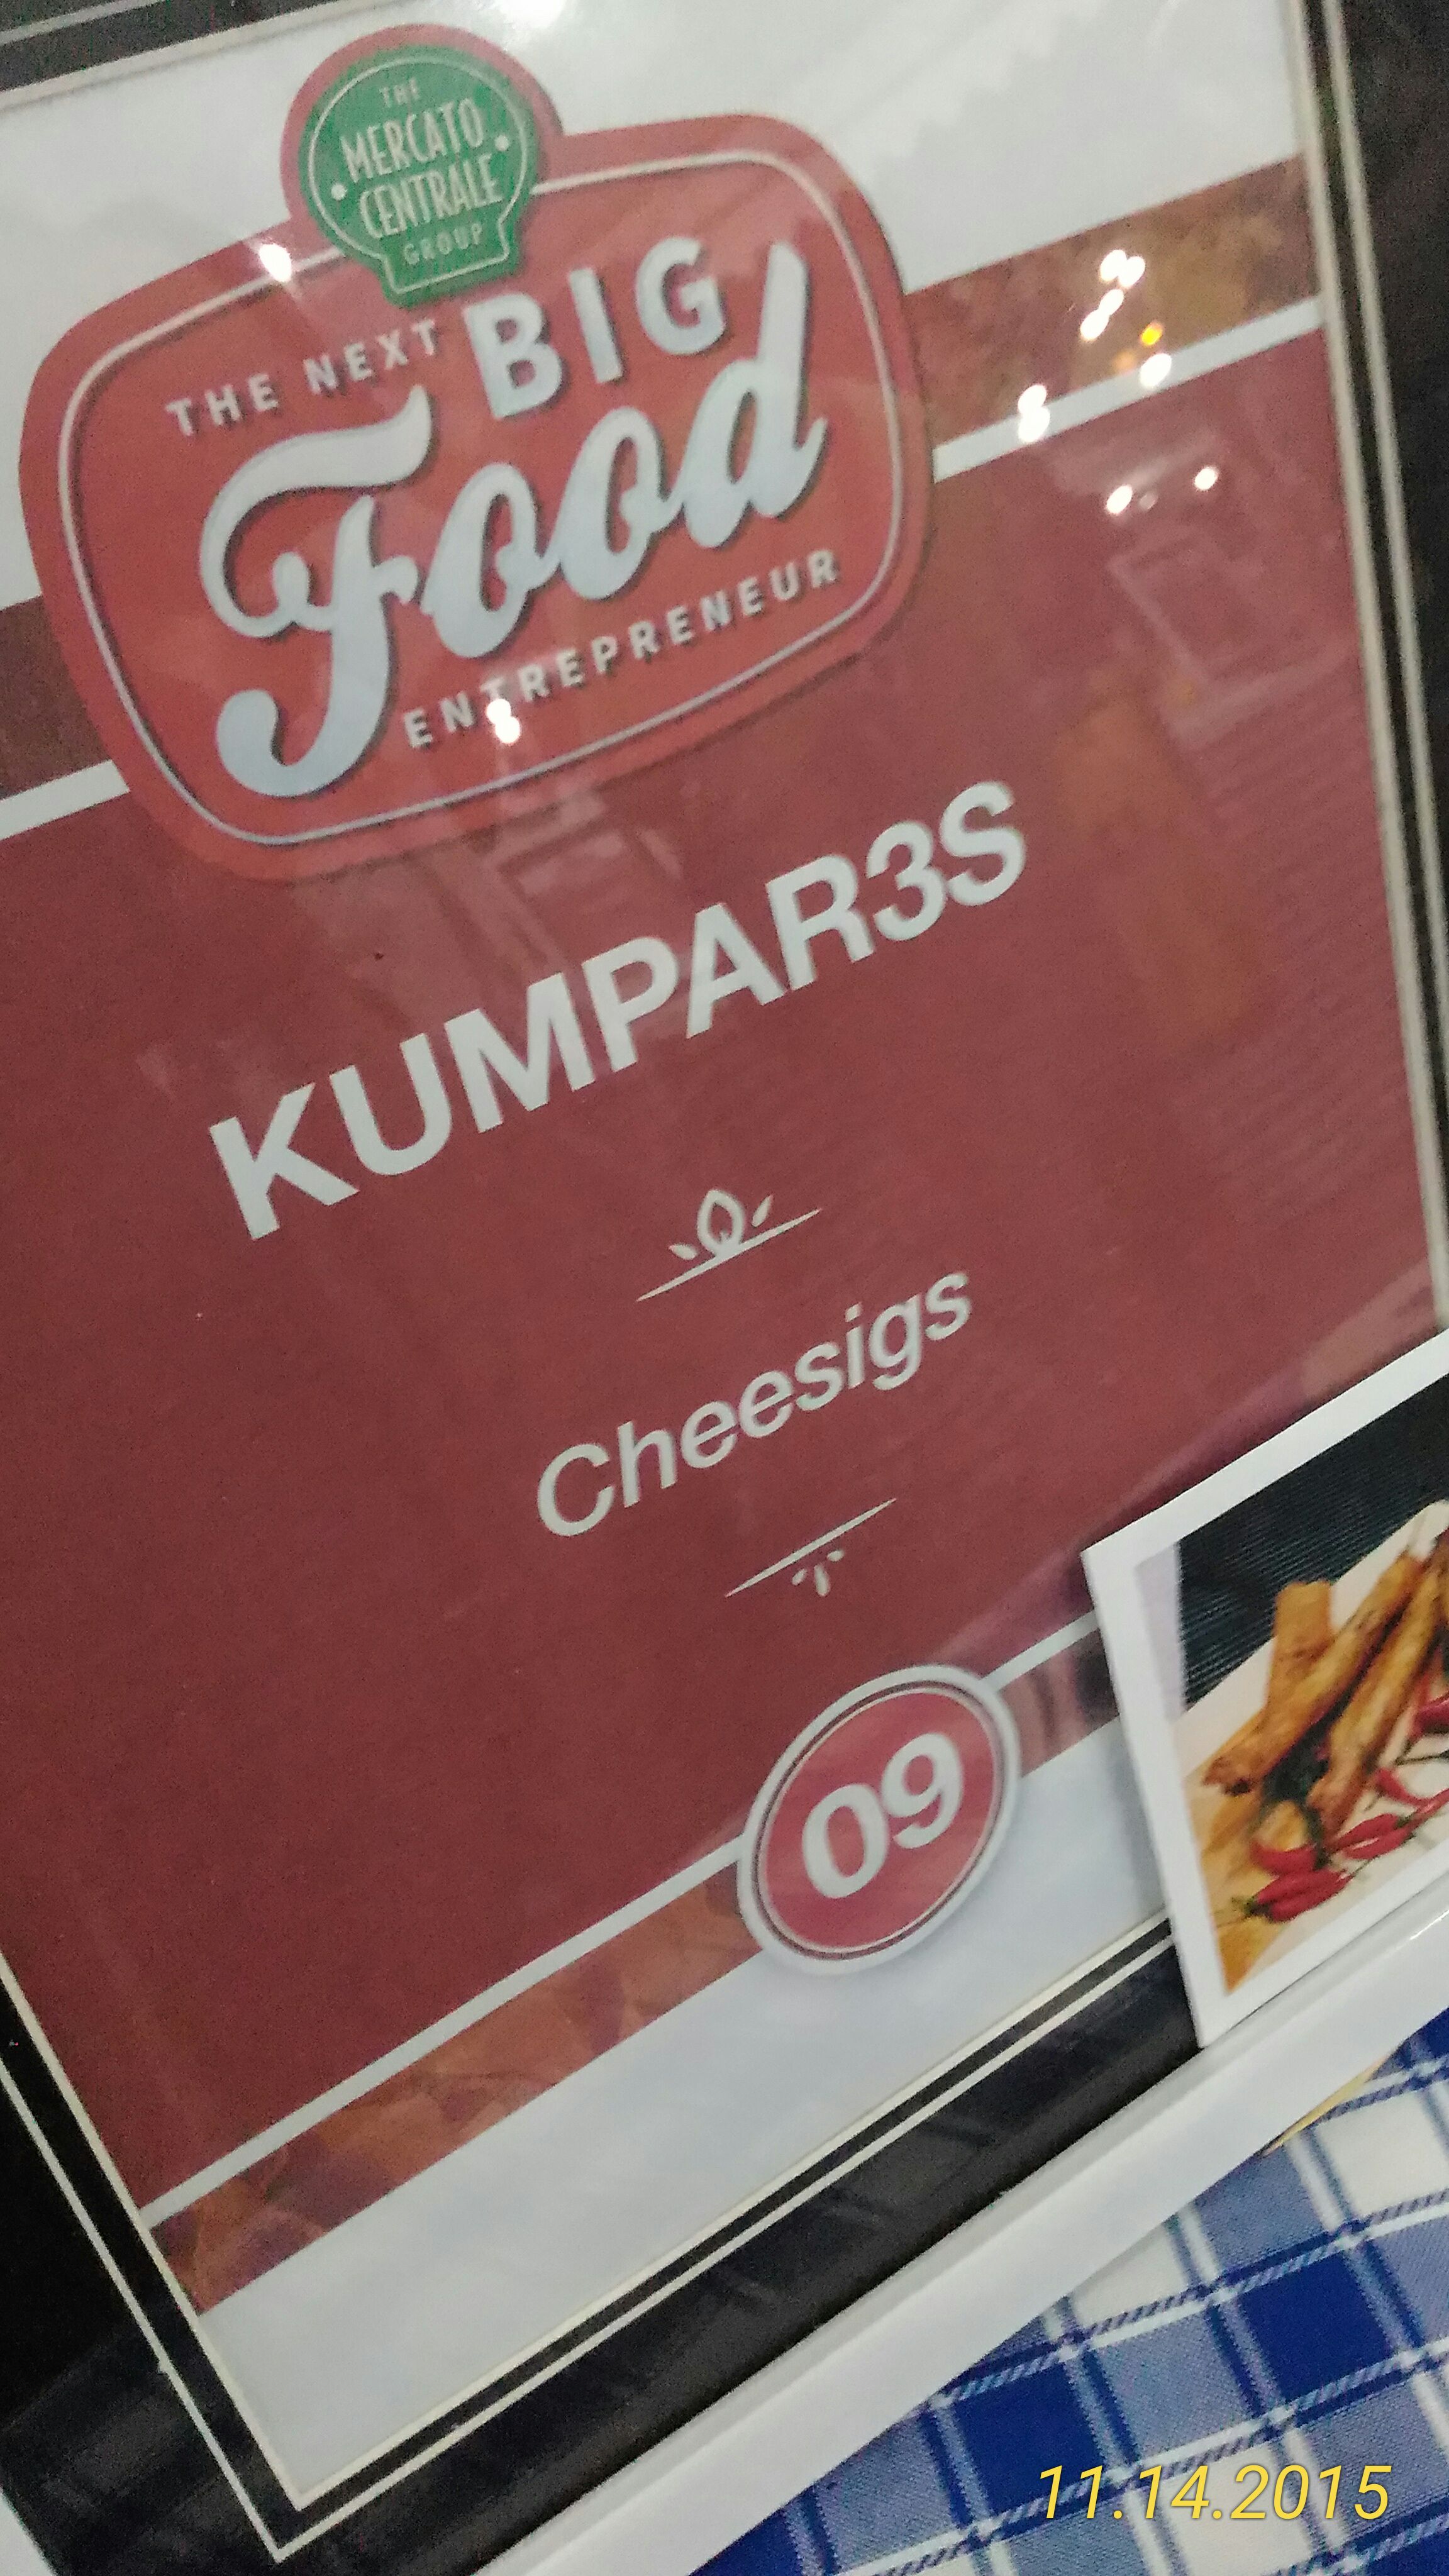 THE
MERCATO
CENTRALE
GROUP
THE NEXT BIG
Food
ENTREPRENEUR
KUMPAR3S
Cheesigs
09
11.14.2015